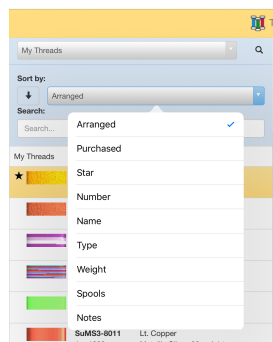 My Threads
Sort by:
Arranged
Search:
Search...
Arranged
Purchased
Star
Number
Name
Type
Weight
Spools
Notes
My Threads
SuMS3-8011 Lt. Copper